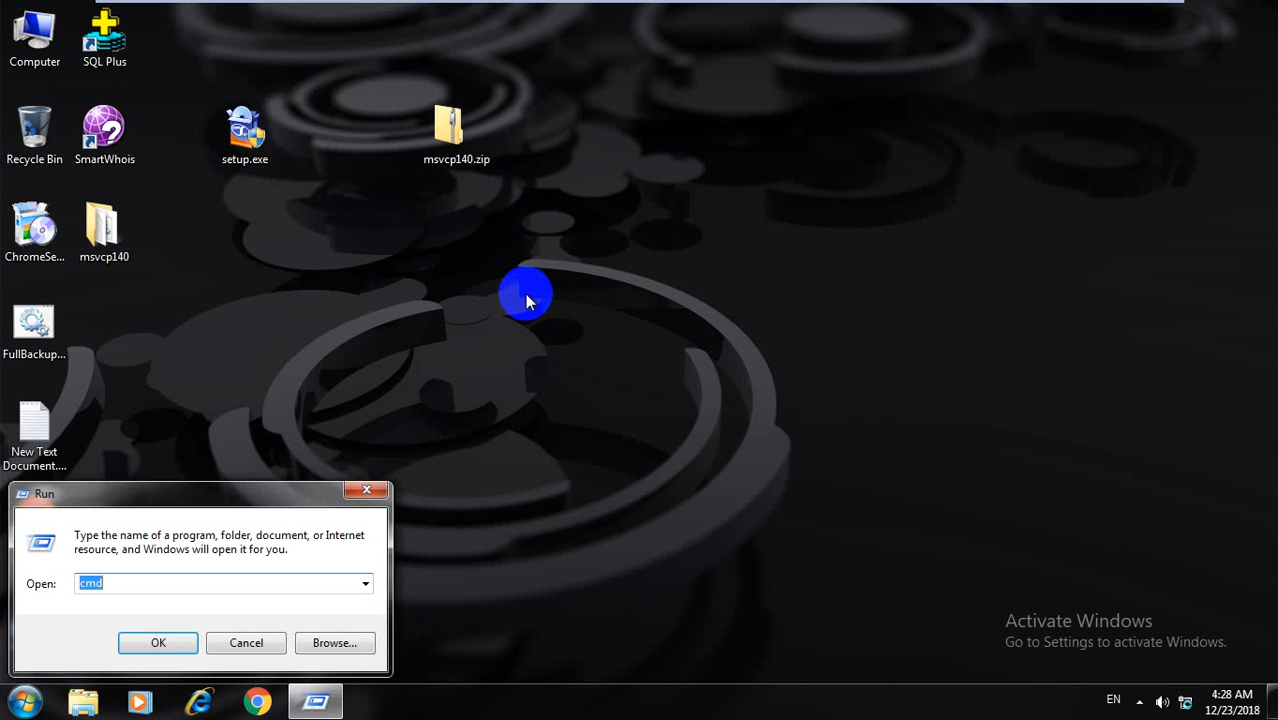 Computer
SQL Plus
Recycle Bin
SmartWhois
setup.exe
msvcp140.zip
ChromeSe...
msvcp140
FullBackup...
New Text
Document....
Run
Type the name of a program, folder, document, or Internet
resource, and Windows will open it for you.
Open:
cmd
OK
Cancel
Browse...
Activate Windows
Go to Settings to activate Windows.
EN
4:28 AM
12/23/2018